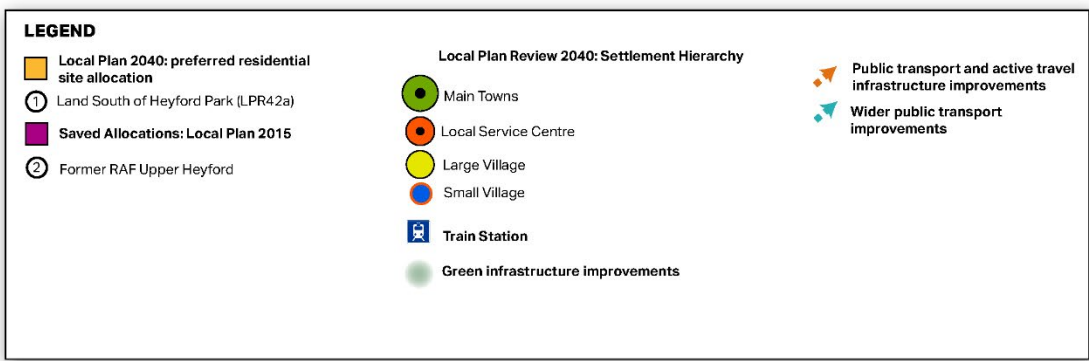 LEGEND
Local Plan 2040: preferred residential
site allocation
1 Land South of Heyford Park (LPR42a)
Saved Allocations: Local Plan 2015
2 Former RAF Upper Heyford
Local Plan Review 2040: Settlement Hierarchy
Main Towns
Local Service Centre
Large Village
Small Village
Train Station
Green infrastructure improvements
Public transport and active travel
infrastructure improvements
Wider public transport
improvements